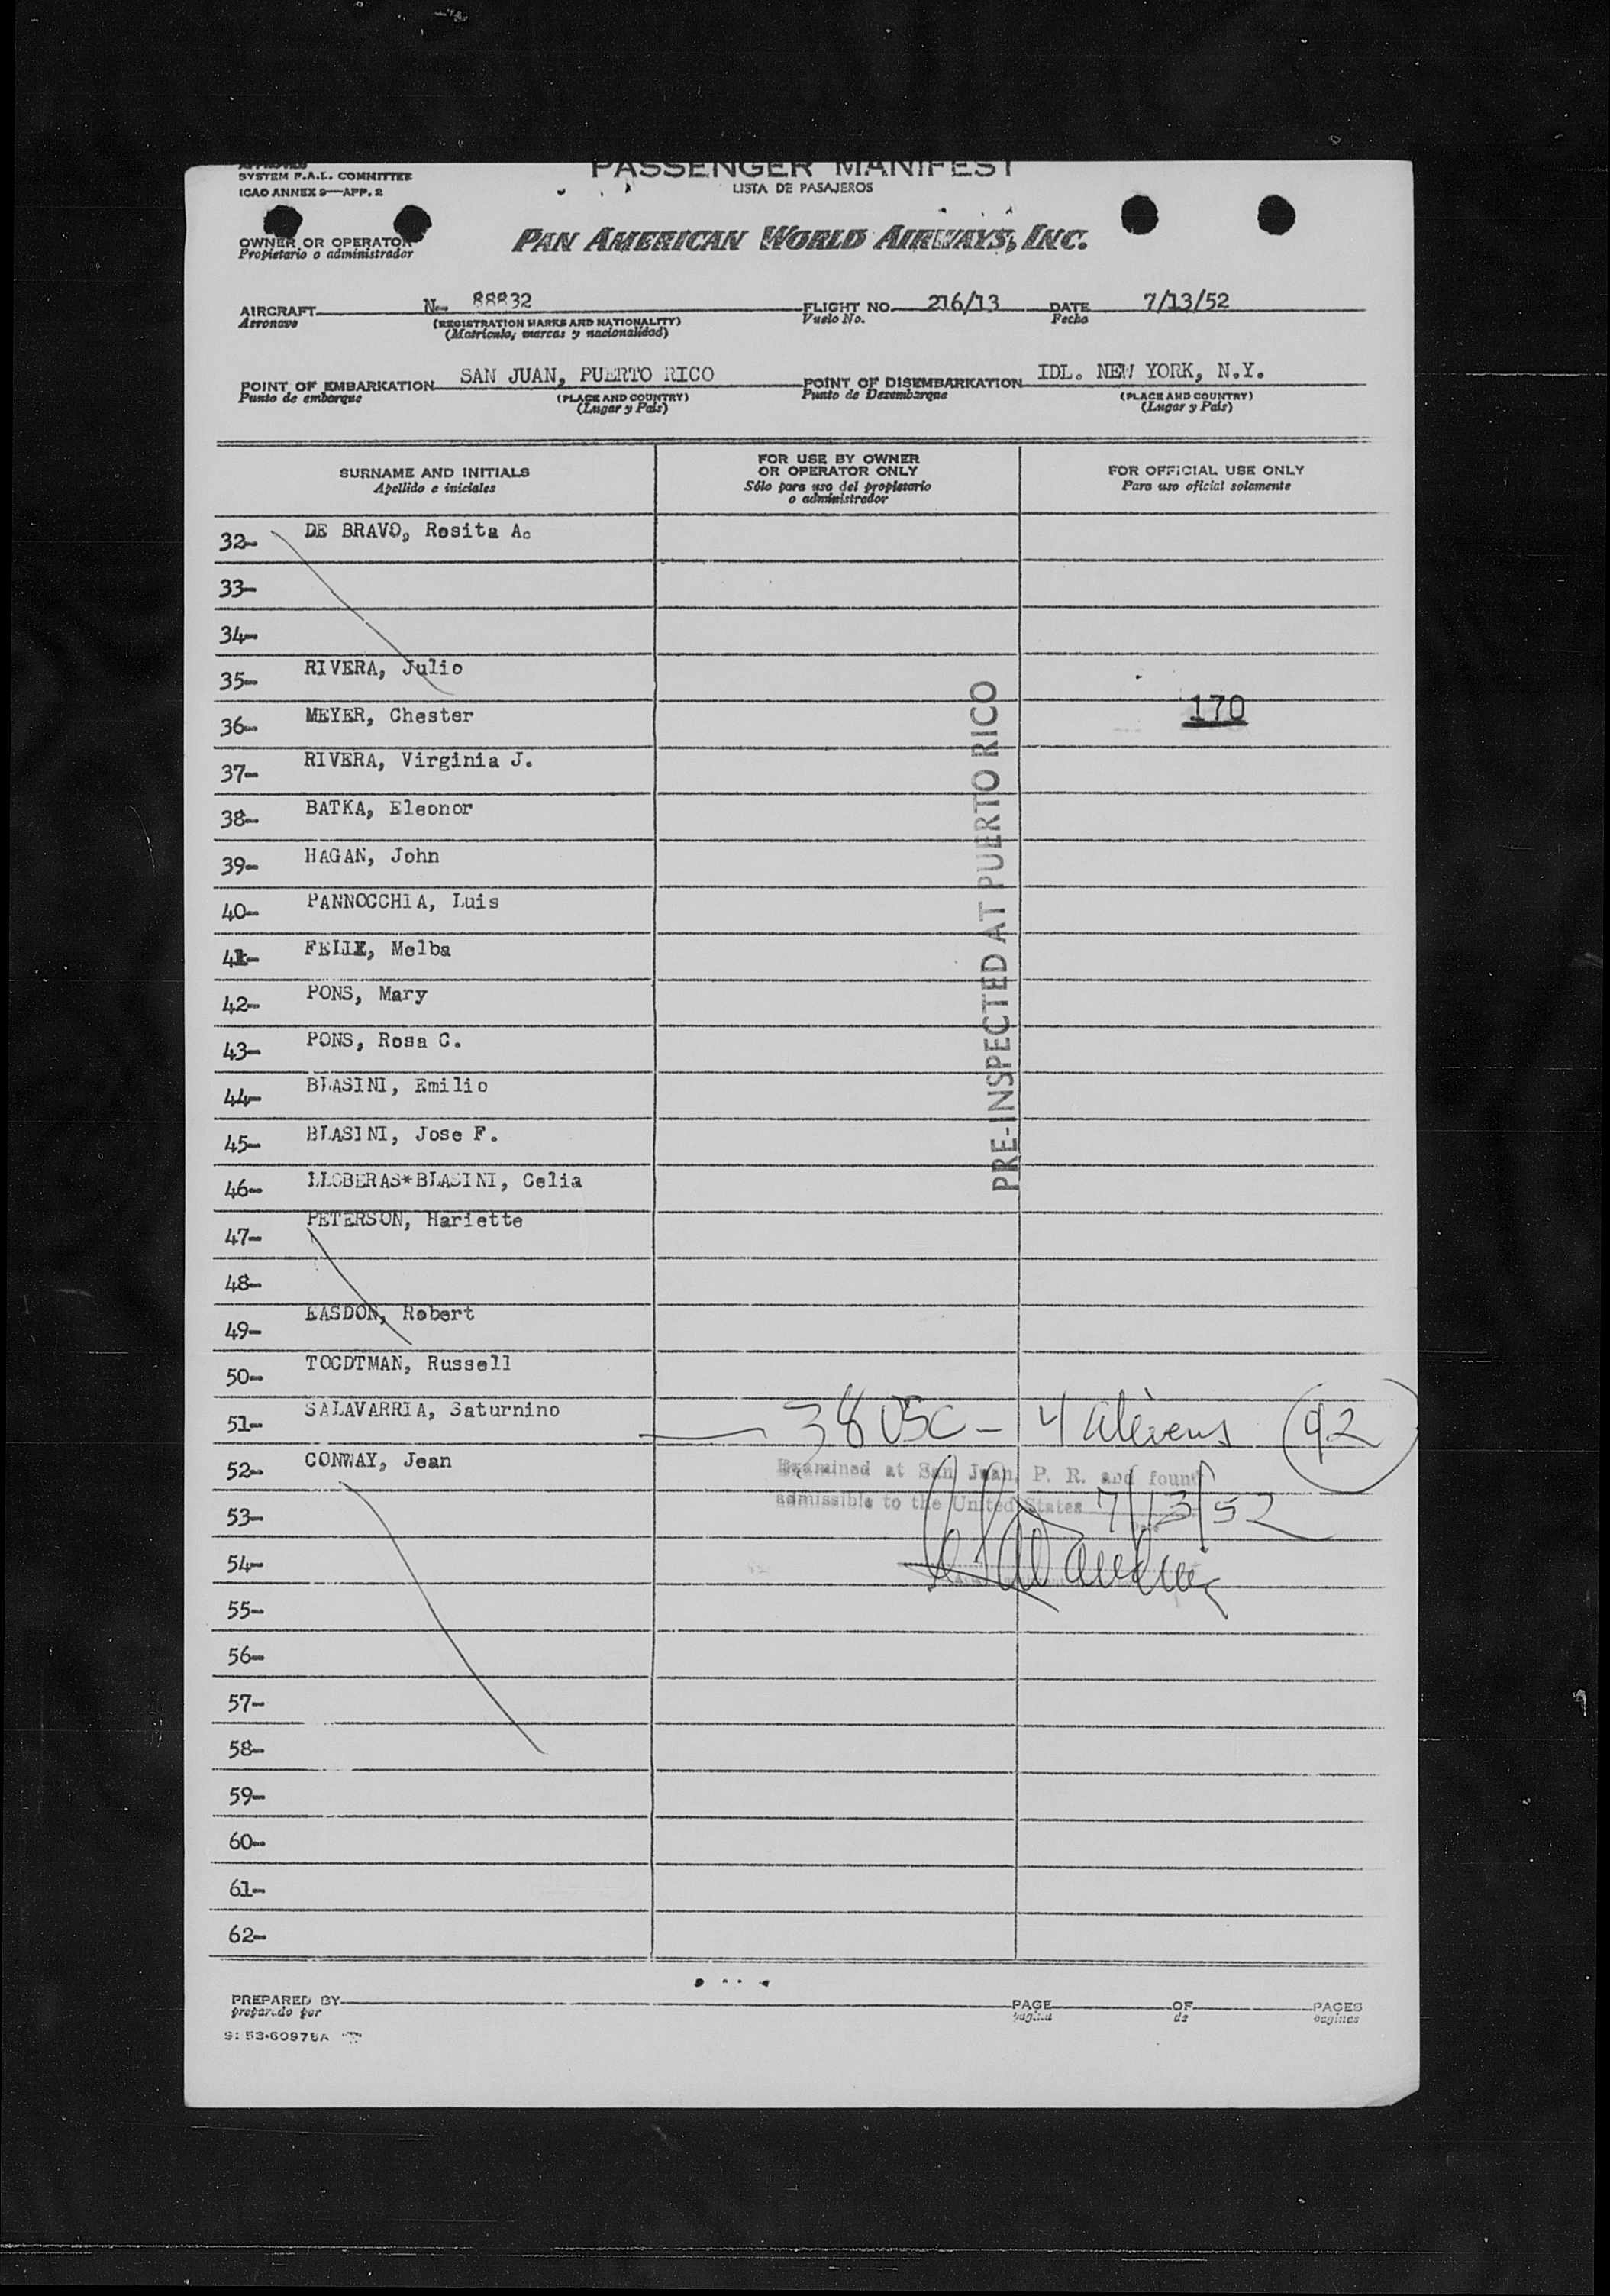 SYSTEM F.A.L. COMMITTEE
ICAO ANNEX 9—APP. 2
PASSENGER MANIFEST
LISTA DE PASAJEROS
OWNER OR OPERATOR
Propietario o administrador
PAN AMERICAN WORLD AIRWAYS, INC.
AIRCRAFT N- 88832 FLIGHT NO. 216/13 DATE 7/13/52
Aeronave (REGISTRATION MARKS AND NATIONALITY) Vuelo No. Fecha
(Matrícula, marcas y nacionalidad)
POINT OF EMBARKATION SAN JUAN, PUERTO RICO POINT OF DISEMBARKATION IDL. NEW YORK, N.Y.
Punto de embarque (PLACE AND COUNTRY) Punto de Desembarque (PLACE AND COUNTRY)
(Lugar y País) (Lugar y País)
SURNAME AND INITIALS
Apellido e iniciales
FOR USE BY OWNER
OR OPERATOR ONLY
Sólo para uso del propietario
o administrador
FOR OFFICIAL USE ONLY
Para uso oficial solamente
32- DE BRAVO, Rosita A.
33-
34-
35- RIVERA, Julio
36- MEYER, Chester 170
37- RIVERA, Virginia J.
38- BATKA, Eleonor
39- HAGAN, John
40- PANNOCCHIA, Luis
41- FELIX, Melba
42- PONS, Mary
43- PONS, Rosa C.
44- BLASINI, Emilio
45- BLASINI, Jose F.
46- LLOBERAS*BLASINI, Celia
47- PETERSON, Hariette
48-
49- EASDON, Robert
50- TOCDTMAN, Russell
51- SALAVARRIA, Saturnino 38 USC - 4 aliens 42
52- CONWAY, Jean
53-
54-
55-
56-
57-
58-
59-
60-
61-
62-
PRE-INSPECTED AT PUERTO RICO
Examined at San Juan, P. R. and found
admissible to the United States 7/13/52
PREPARED BY PAGE OF PAGES
preparado por página de páginas
S: 53-60975A